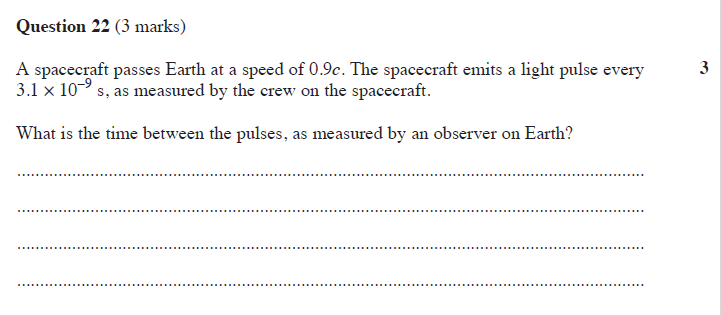 Question 22 (3 marks)
A spacecraft passes Earth at a speed of 0.9c. The spacecraft emits a light pulse every 3
3.1 × 10⁻⁹ s, as measured by the crew on the spacecraft.
What is the time between the pulses, as measured by an observer on Earth?